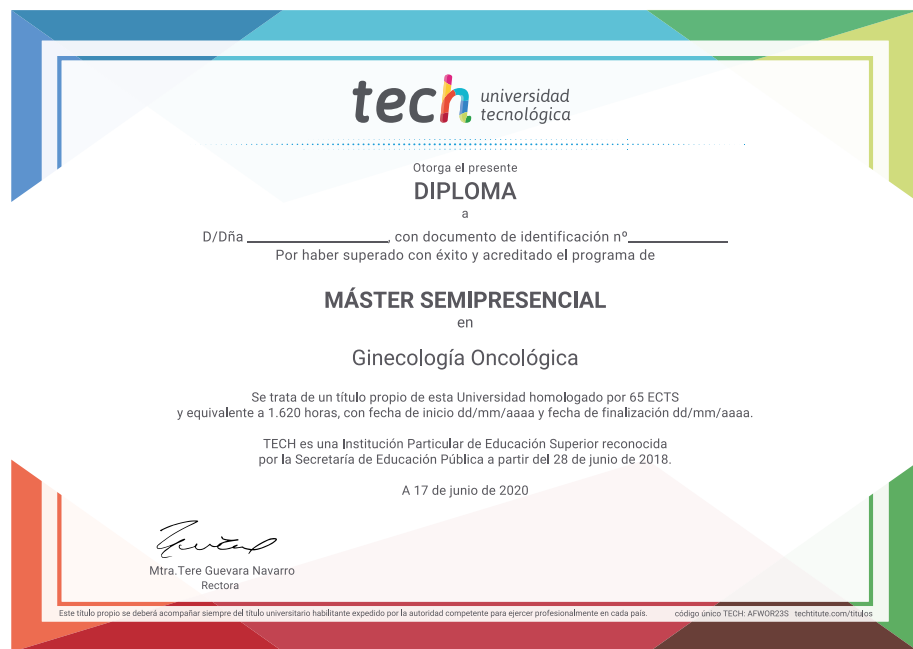 tech universidad
tecnológica
Otorga el presente
DIPLOMA
a
D/Dña ____________________, con documento de identificación nº______________
Por haber superado con éxito y acreditado el programa de
MÁSTER SEMIPRESENCIAL
en
Ginecología Oncológica
Se trata de un título propio de esta Universidad homologado por 65 ECTS
y equivalente a 1.620 horas, con fecha de inicio dd/mm/aaaa y fecha de finalización dd/mm/aaaa.
TECH es una Institución Particular de Educación Superior reconocida
por la Secretaría de Educación Pública a partir del 28 de junio de 2018.
A 17 de junio de 2020
Mtra.Tere Guevara Navarro
Rectora
Este título propio se deberá acompañar siempre del título universitario habilitante expedido por la autoridad competente para ejercer profesionalmente en cada país. código único TECH: AFWOR23S techtitute.com/titulos